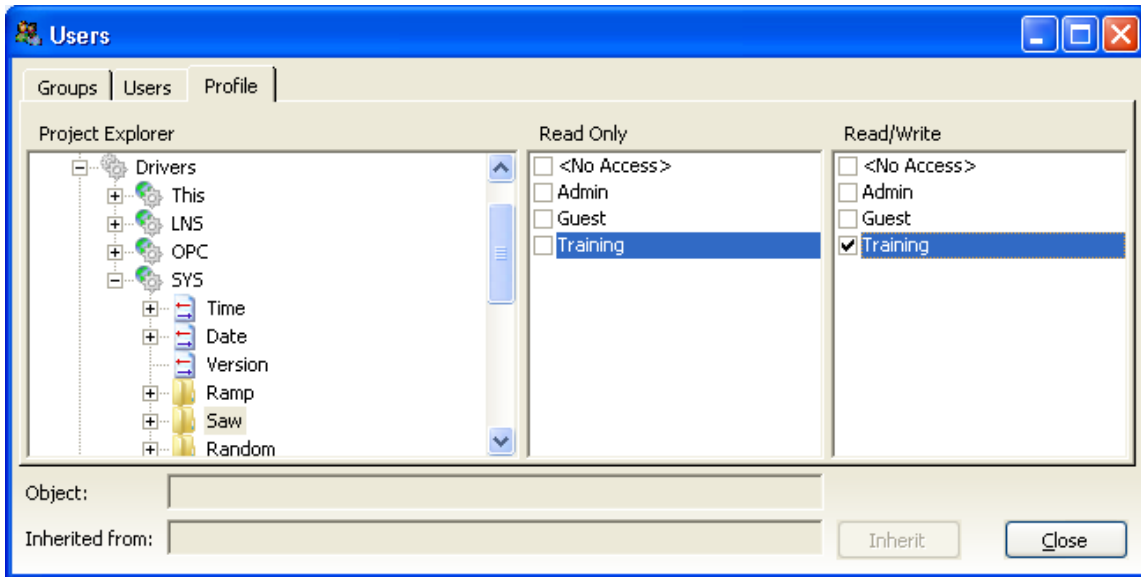 Users
Groups Users Profile
Project Explorer
Drivers
This
LNS
OPC
SYS
Time
Date
Version
Ramp
Saw
Random
Read Only
<No Access>
Admin
Guest
Training
Read/Write
<No Access>
Admin
Guest
Training
Object:
Inherited from:
Inherit Close